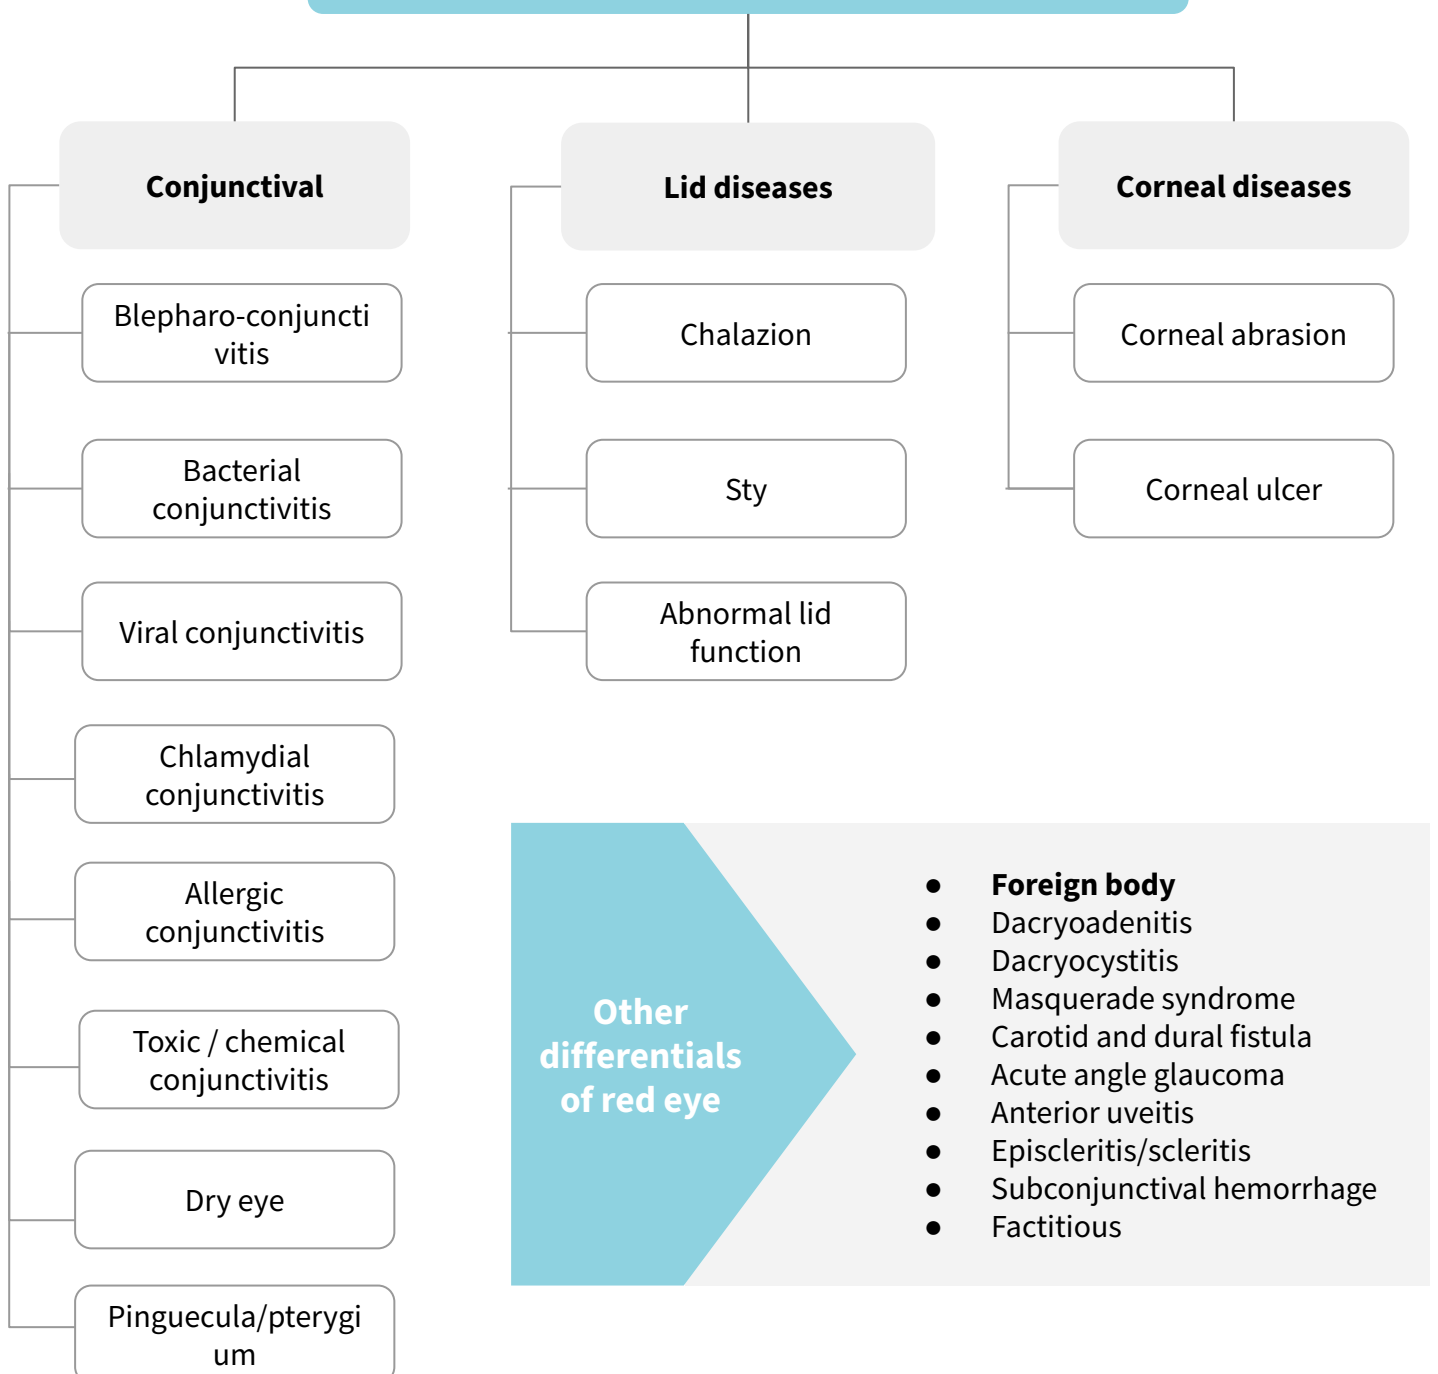 Conjunctival
Blepharo-conjuncti
vitis
Bacterial
conjunctivitis
Viral conjunctivitis
Chlamydial
conjunctivitis
Allergic
conjunctivitis
Toxic / chemical
conjunctivitis
Dry eye
Pinguecula/pterygi
um
Lid diseases
Chalazion
Sty
Abnormal lid
function
Corneal diseases
Corneal abrasion
Corneal ulcer
Other
differentials
of red eye
● Foreign body
● Dacryoadenitis
● Dacryocystitis
● Masquerade syndrome
● Carotid and dural fistula
● Acute angle glaucoma
● Anterior uveitis
● Episcleritis/scleritis
● Subconjunctival hemorrhage
● Factitious